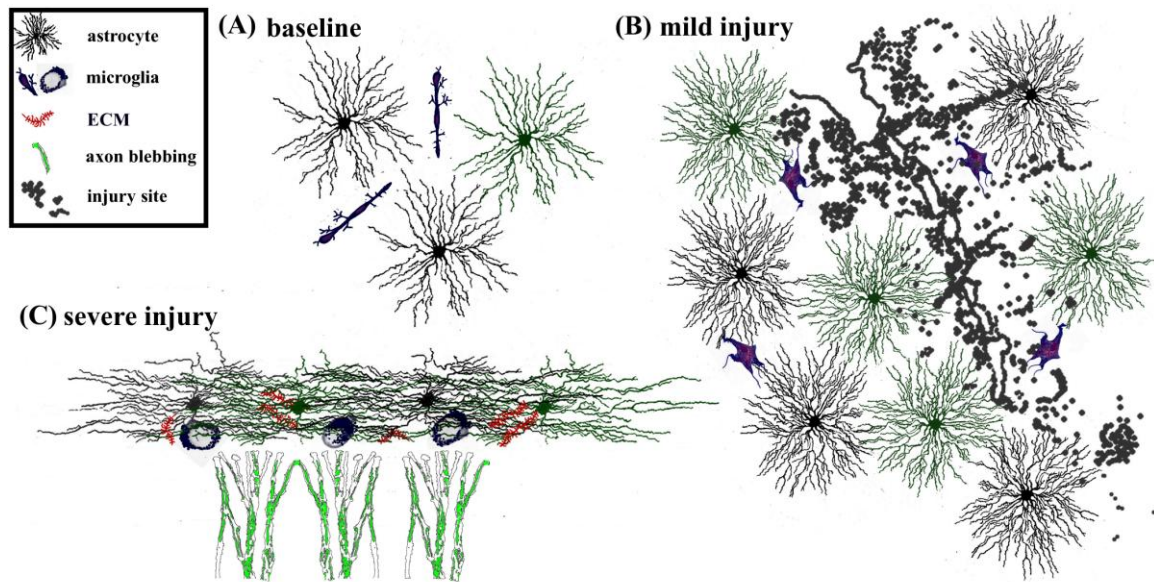 astrocyte
microglia
ECM
axon blebbing
injury site
(A) baseline
(B) mild injury
(C) severe injury